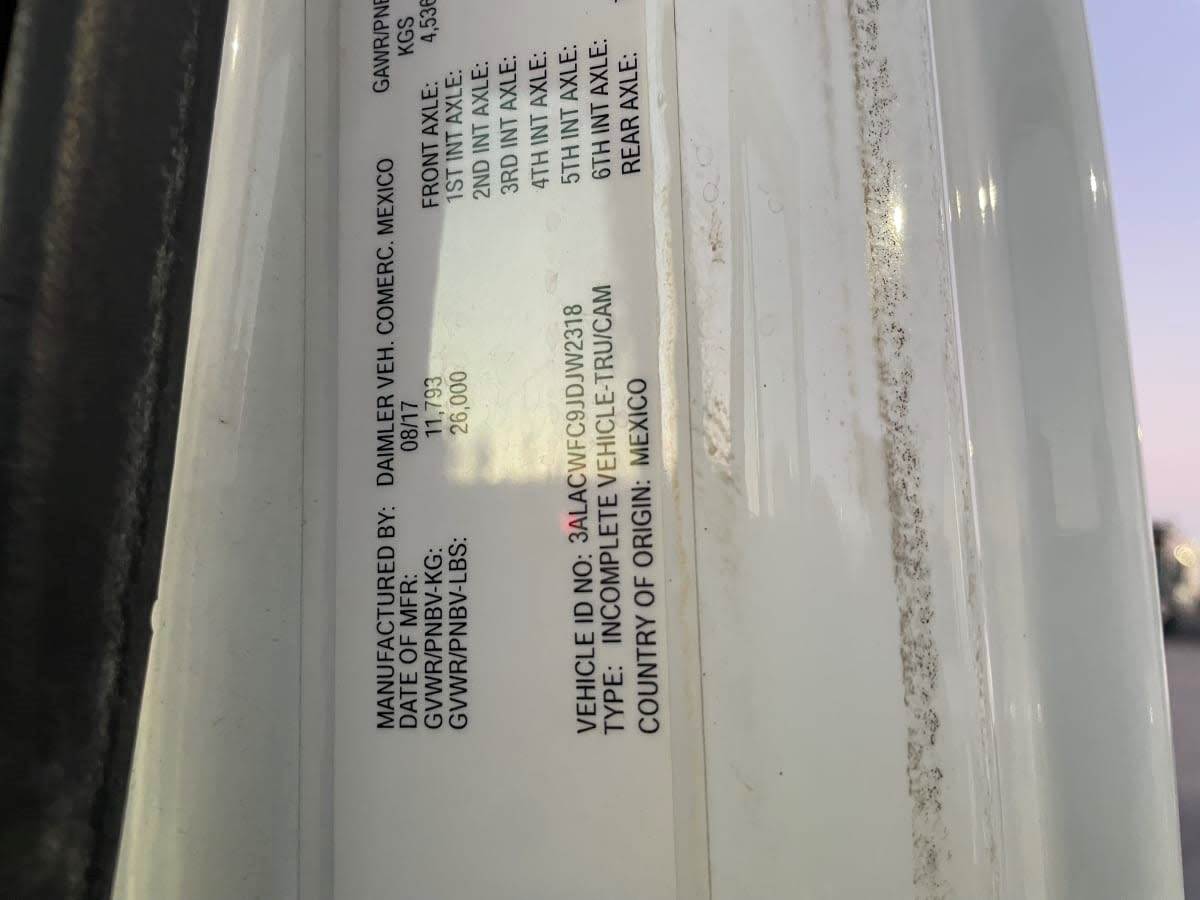 MANUFACTURED BY: DAIMLER VEH. COMERC. MEXICO
DATE OF MFR: 08/17
GVWR/PNBV-KG: 11,793
GVWR/PNBV-LBS: 26,000
VEHICLE ID NO: 3ALACWFC9JDJW2318
TYPE: INCOMPLETE VEHICLE-TRU/CAM
COUNTRY OF ORIGIN: MEXICO
GAWR/PNB
KGS
FRONT AXLE: 4,536
1ST INT AXLE:
2ND INT AXLE:
3RD INT AXLE:
4TH INT AXLE:
5TH INT AXLE:
6TH INT AXLE:
REAR AXLE: